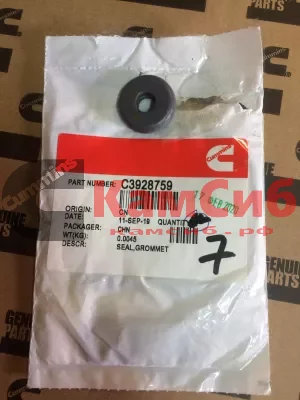 Cummins
PART NUMBER: C3928759
КамСиб
камсиб.рф
ORIGIN: CN
DATE: 11-SEP-19 QUANTITY
PACKAGER: CHN
WT(KG): 0.0045
DESCR: SEAL,GROMMET
7
Cummins
GENUINE
PARTS